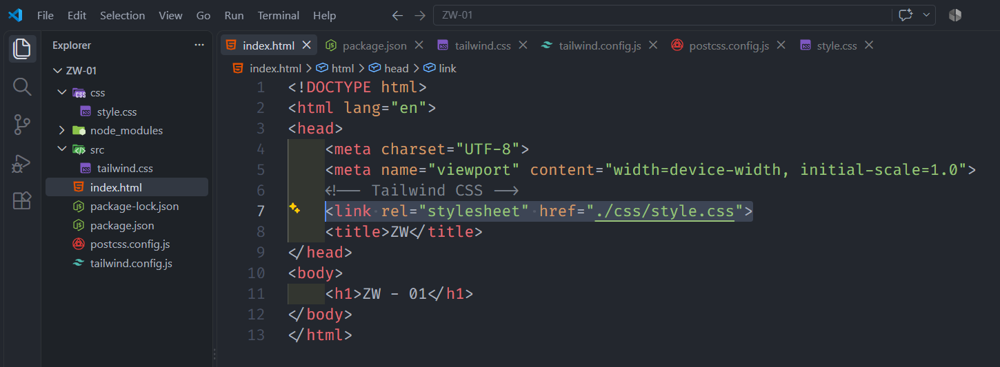 File Edit Selection View Go Run Terminal Help
ZW-01
Explorer
ZW-01
css
style.css
node_modules
src
tailwind.css
index.html
package-lock.json
package.json
postcss.config.js
tailwind.config.js
index.html package.json tailwind.css tailwind.config.js postcss.config.js style.css
index.html > html > head > link
1 <!DOCTYPE html>
2 <html lang="en">
3 <head>
4 <meta charset="UTF-8">
5 <meta name="viewport" content="width=device-width, initial-scale=1.0">
6 <!-- Tailwind CSS -->
7 <link rel="stylesheet" href="./css/style.css">
8 <title>ZW</title>
9 </head>
10 <body>
11 <h1>ZW - 01</h1>
12 </body>
13 </html>